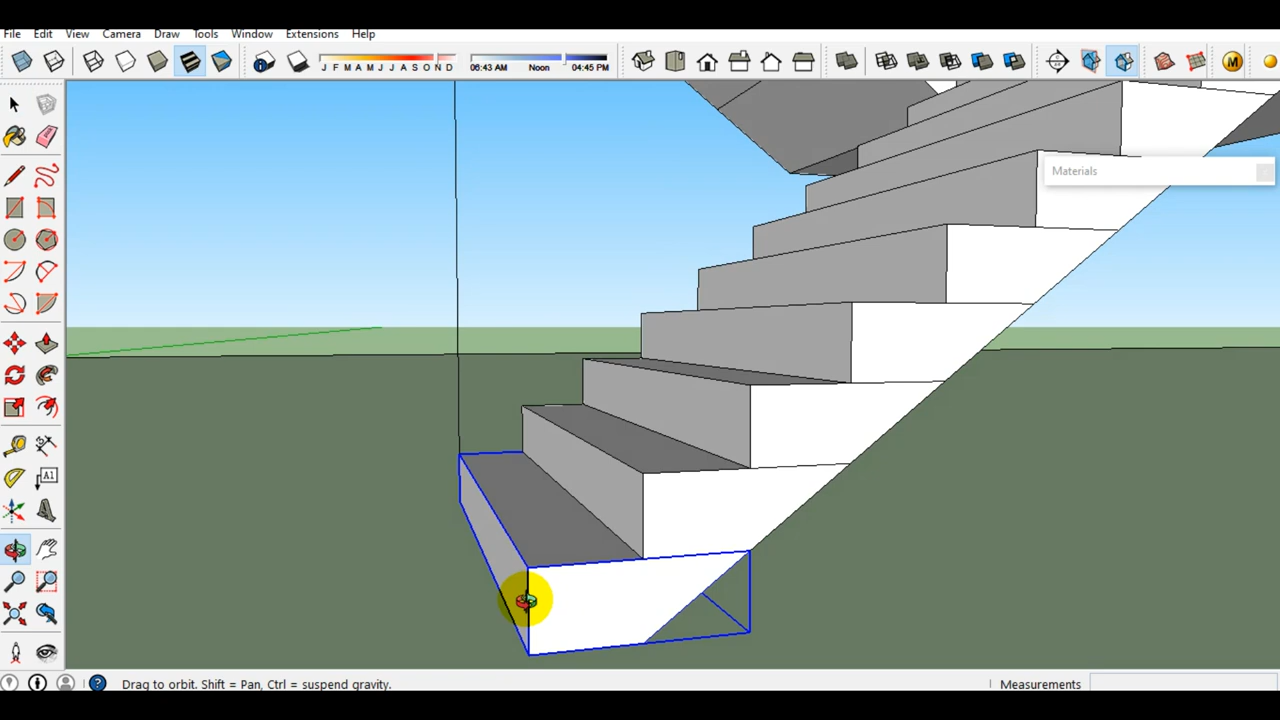 File Edit View Camera Draw Tools Window Extensions Help
J F M A M J J A S O N D 06:43 AM Noon 04:45 PM
M
Materials
A1
A
Drag to orbit. Shift = Pan, Ctrl = suspend gravity.
Measurements